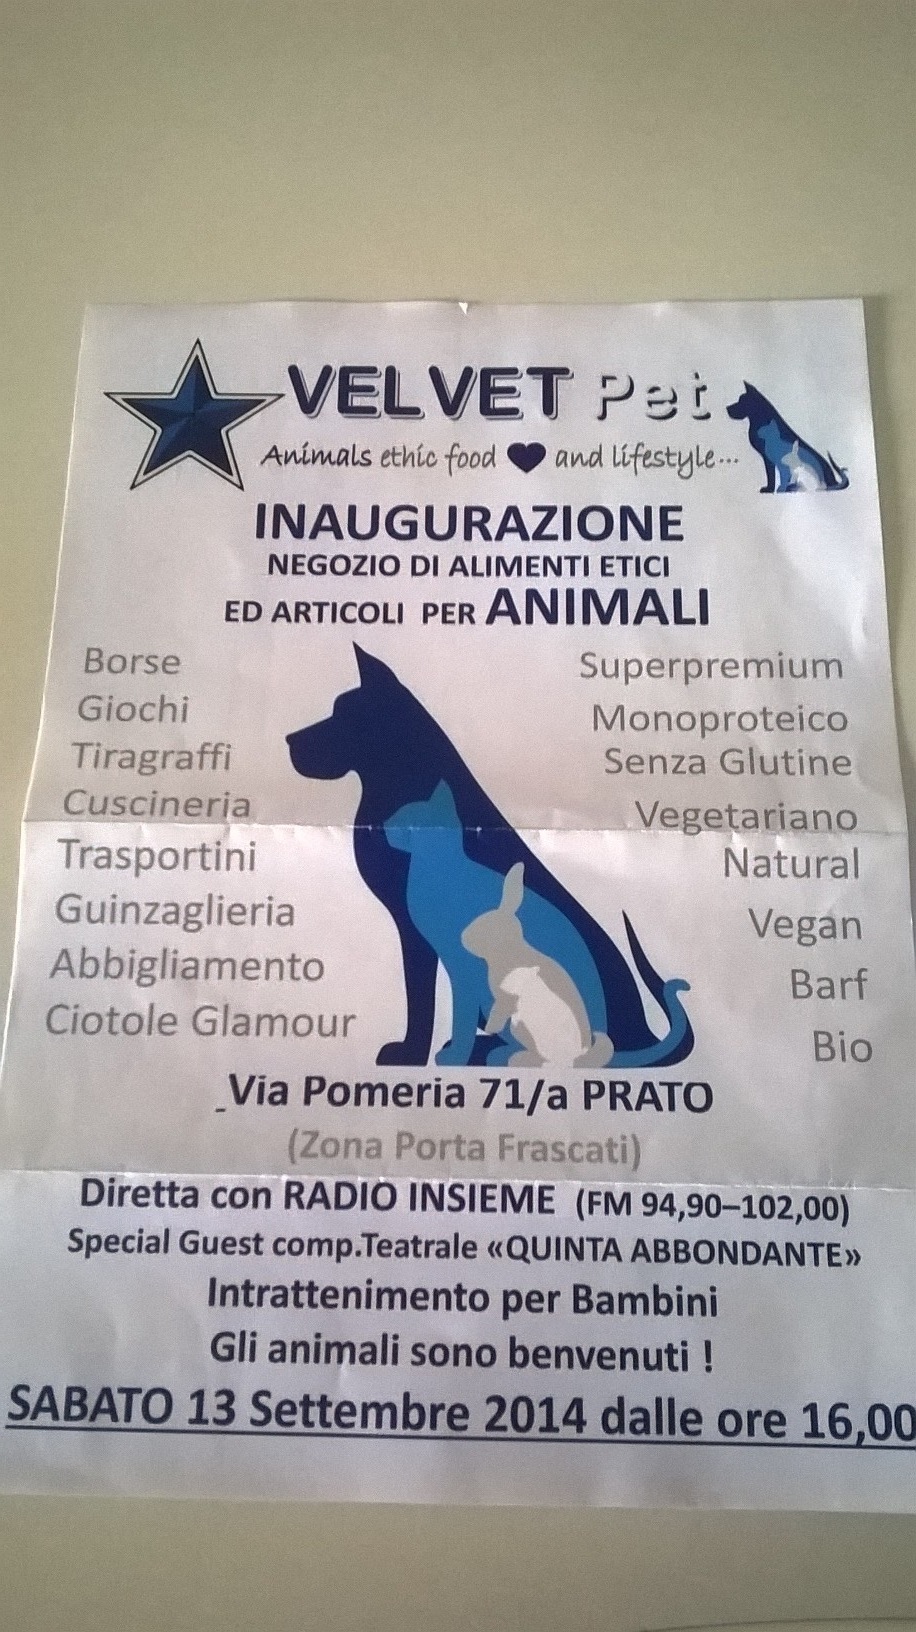 VELVET Pet
Animals ethic food and lifestyle...
INAUGURAZIONE
NEGOZIO DI ALIMENTI ETICI
ED ARTICOLI PER ANIMALI
Borse
Giochi
Tiragraffi
Cuscineria
Trasportini
Guinzaglieria
Abbigliamento
Ciotole Glamour
Superpremium
Monoproteico
Senza Glutine
Vegetariano
Natural
Vegan
Barf
Bio
Via Pomeria 71/a PRATO
(Zona Porta Frascati)
Diretta con RADIO INSIEME (FM 94,90–102,00)
Special Guest comp.Teatrale «QUINTA ABBONDANTE»
Intrattenimento per Bambini
Gli animali sono benvenuti !
SABATO 13 Settembre 2014 dalle ore 16,00